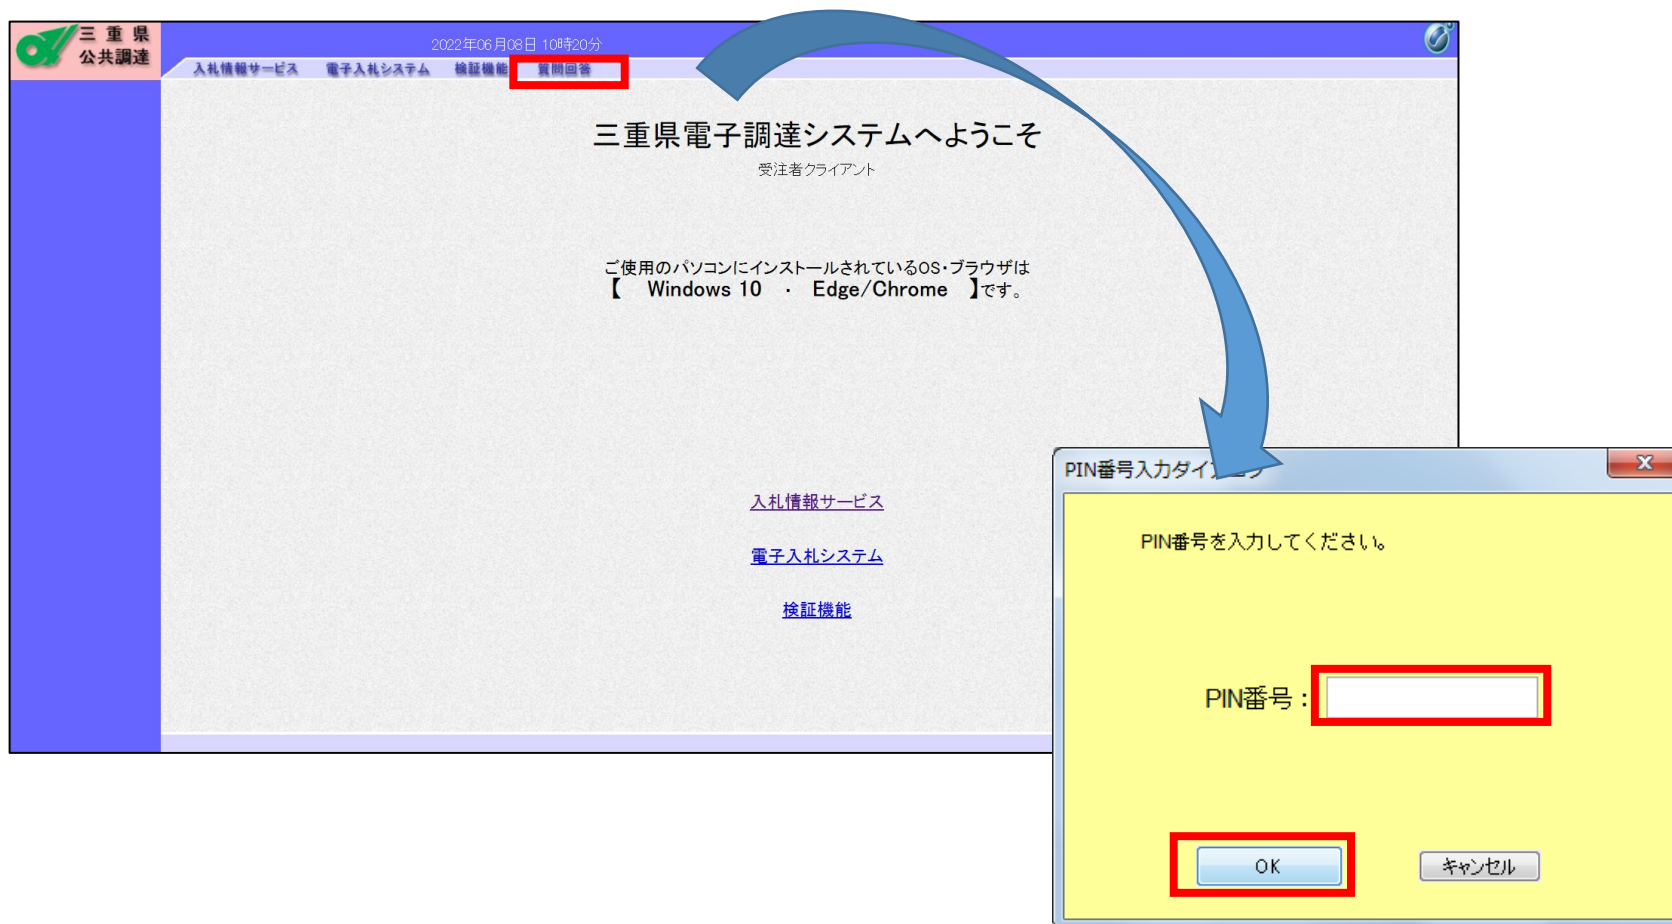 三重県
公共調達
2022年06月08日 10時20分
入札情報サービス 電子入札システム 検証機能 質問回答
三重県電子調達システムへようこそ
受注者クライアント
ご使用のパソコンにインストールされているOS・ブラウザは
【 Windows 10 ・ Edge/Chrome 】です。
入札情報サービス
電子入札システム
検証機能
PIN番号入力ダイ
PIN番号を入力してください。
PIN番号：
OK キャンセル